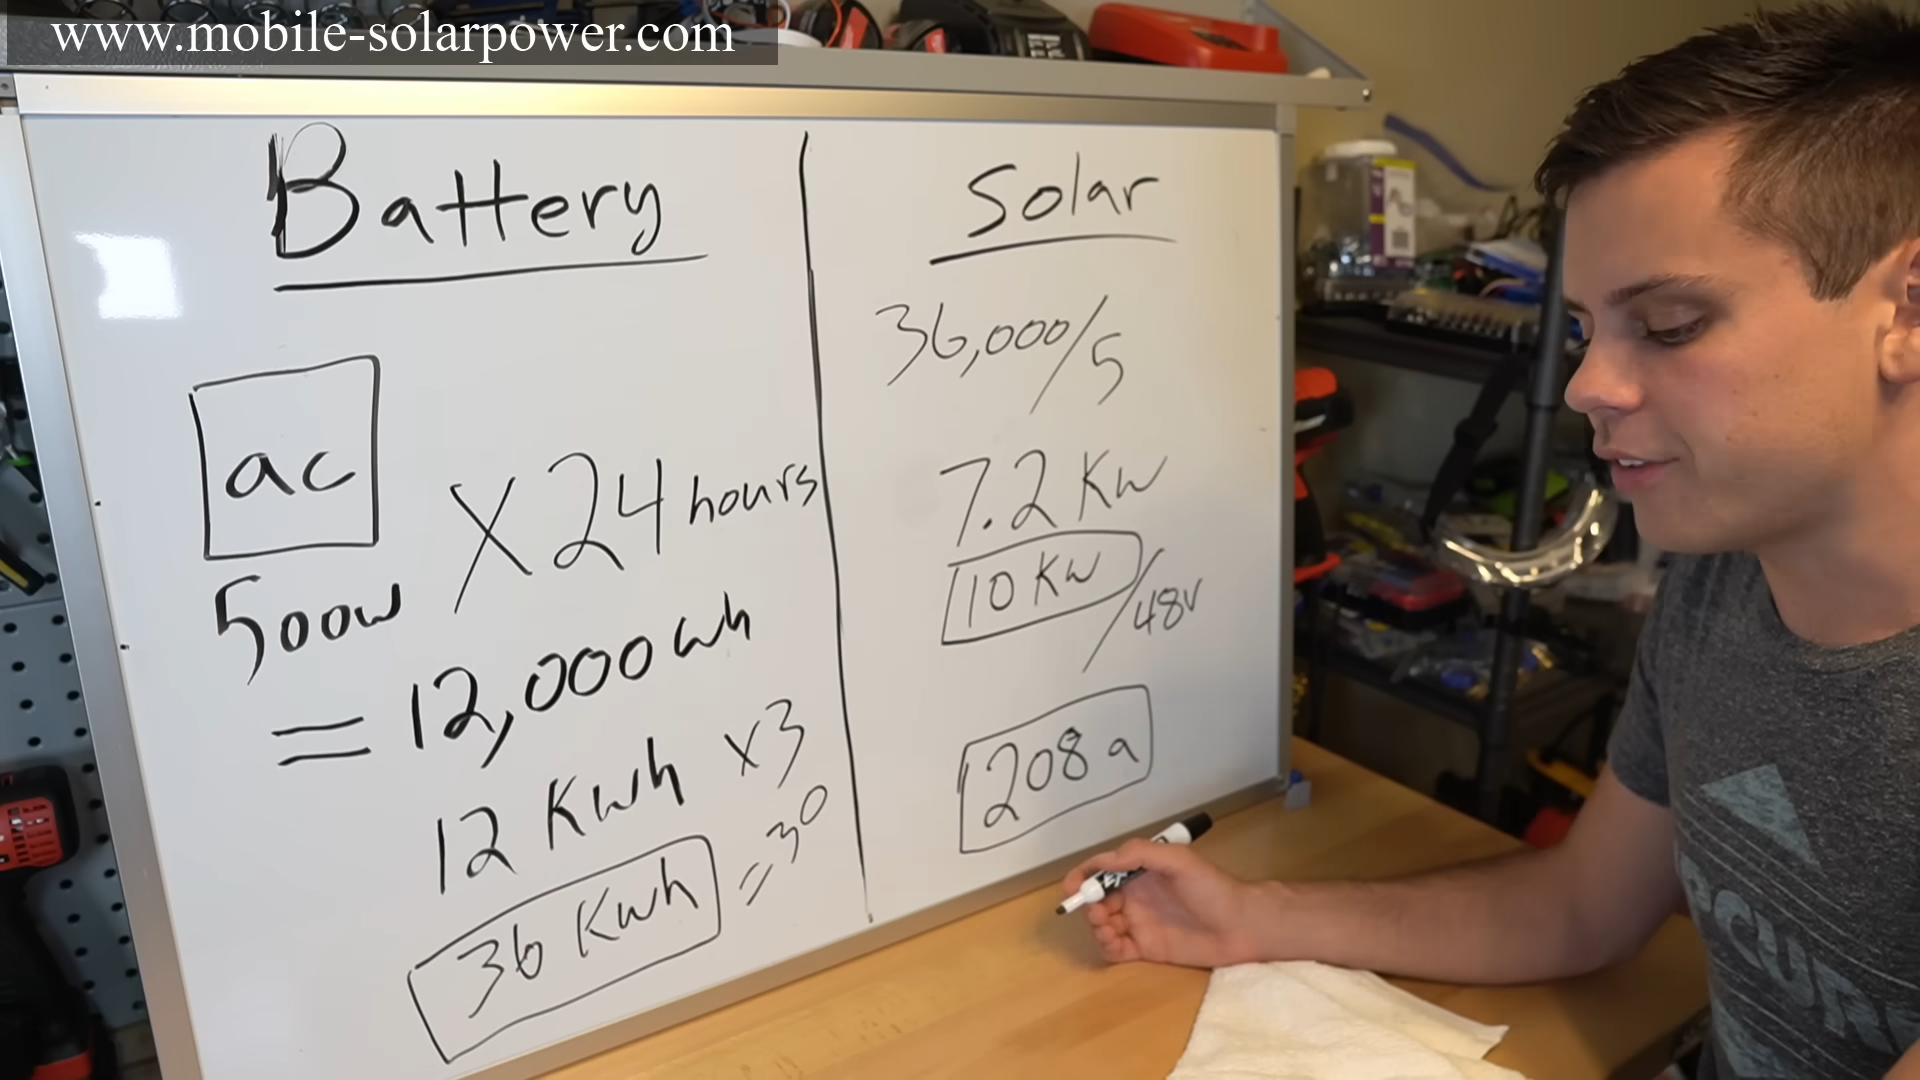 www.mobile-solarpower.com
Battery
ac
500w
X 24 hours
= 12,000 wh
12 Kwh x3
36 Kwh = 30
Solar
36,000/5
7.2 Kw
10 Kw/48v
208 a